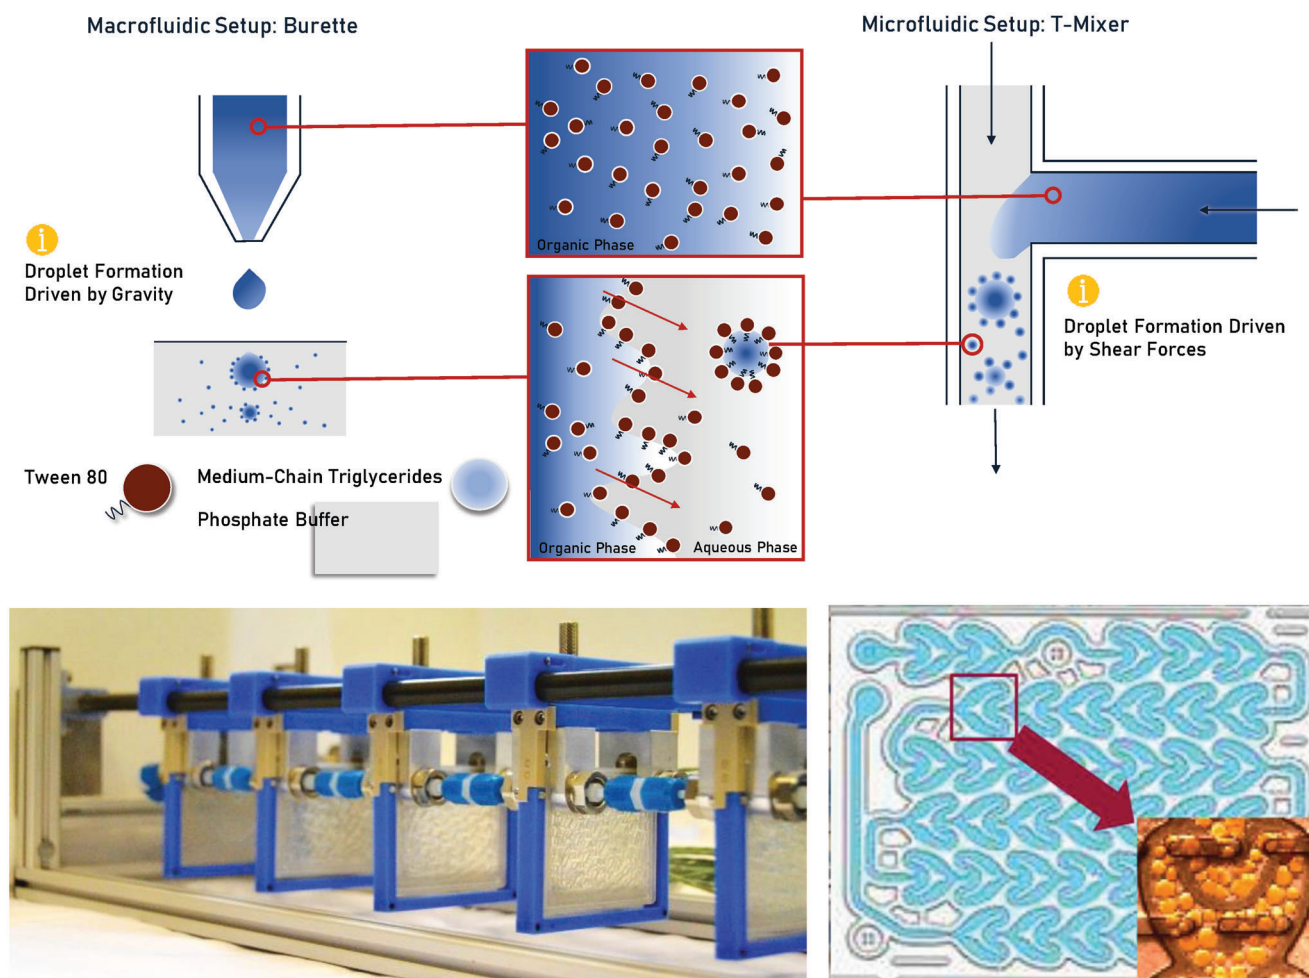 Macrofluidic Setup: Burette
Microfluidic Setup: T-Mixer
Organic Phase
i
Droplet Formation
Driven by Gravity
i
Droplet Formation Driven
by Shear Forces
Tween 80
Medium-Chain Triglycerides
Phosphate Buffer
Organic Phase
Aqueous Phase